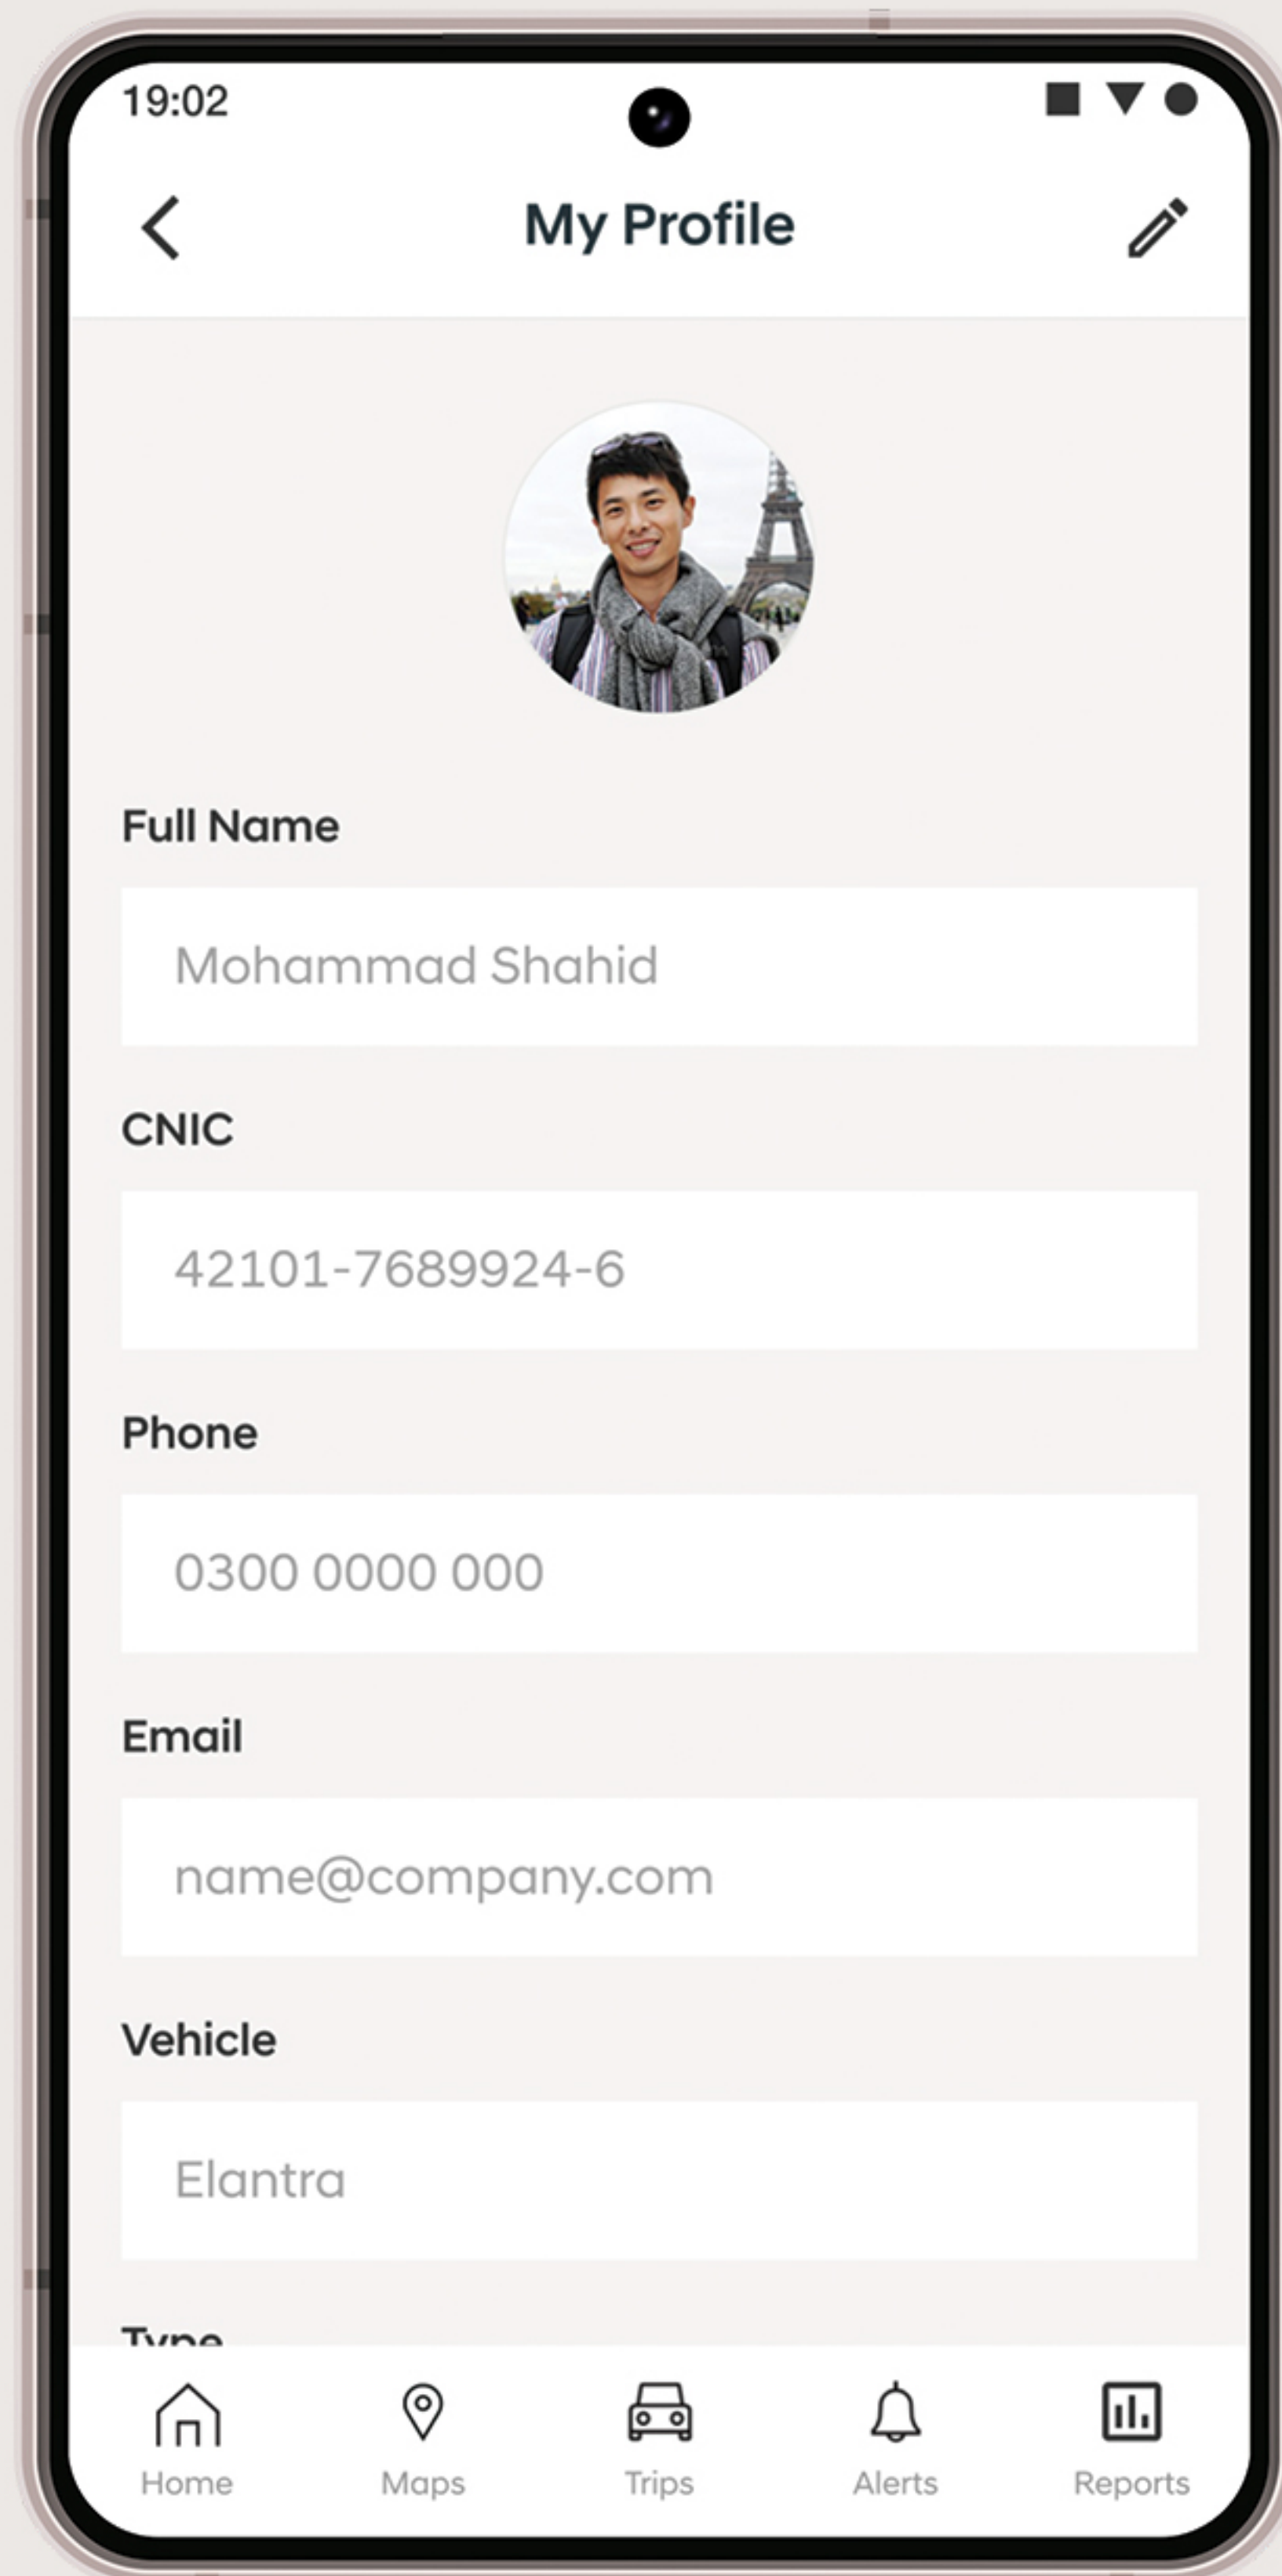 19:02
My Profile
Full Name
Mohammad Shahid
CNIC
42101-7689924-6
Phone
0300 0000 000
Email
name@company.com
Vehicle
Elantra
Type
Home Maps Trips Alerts Reports